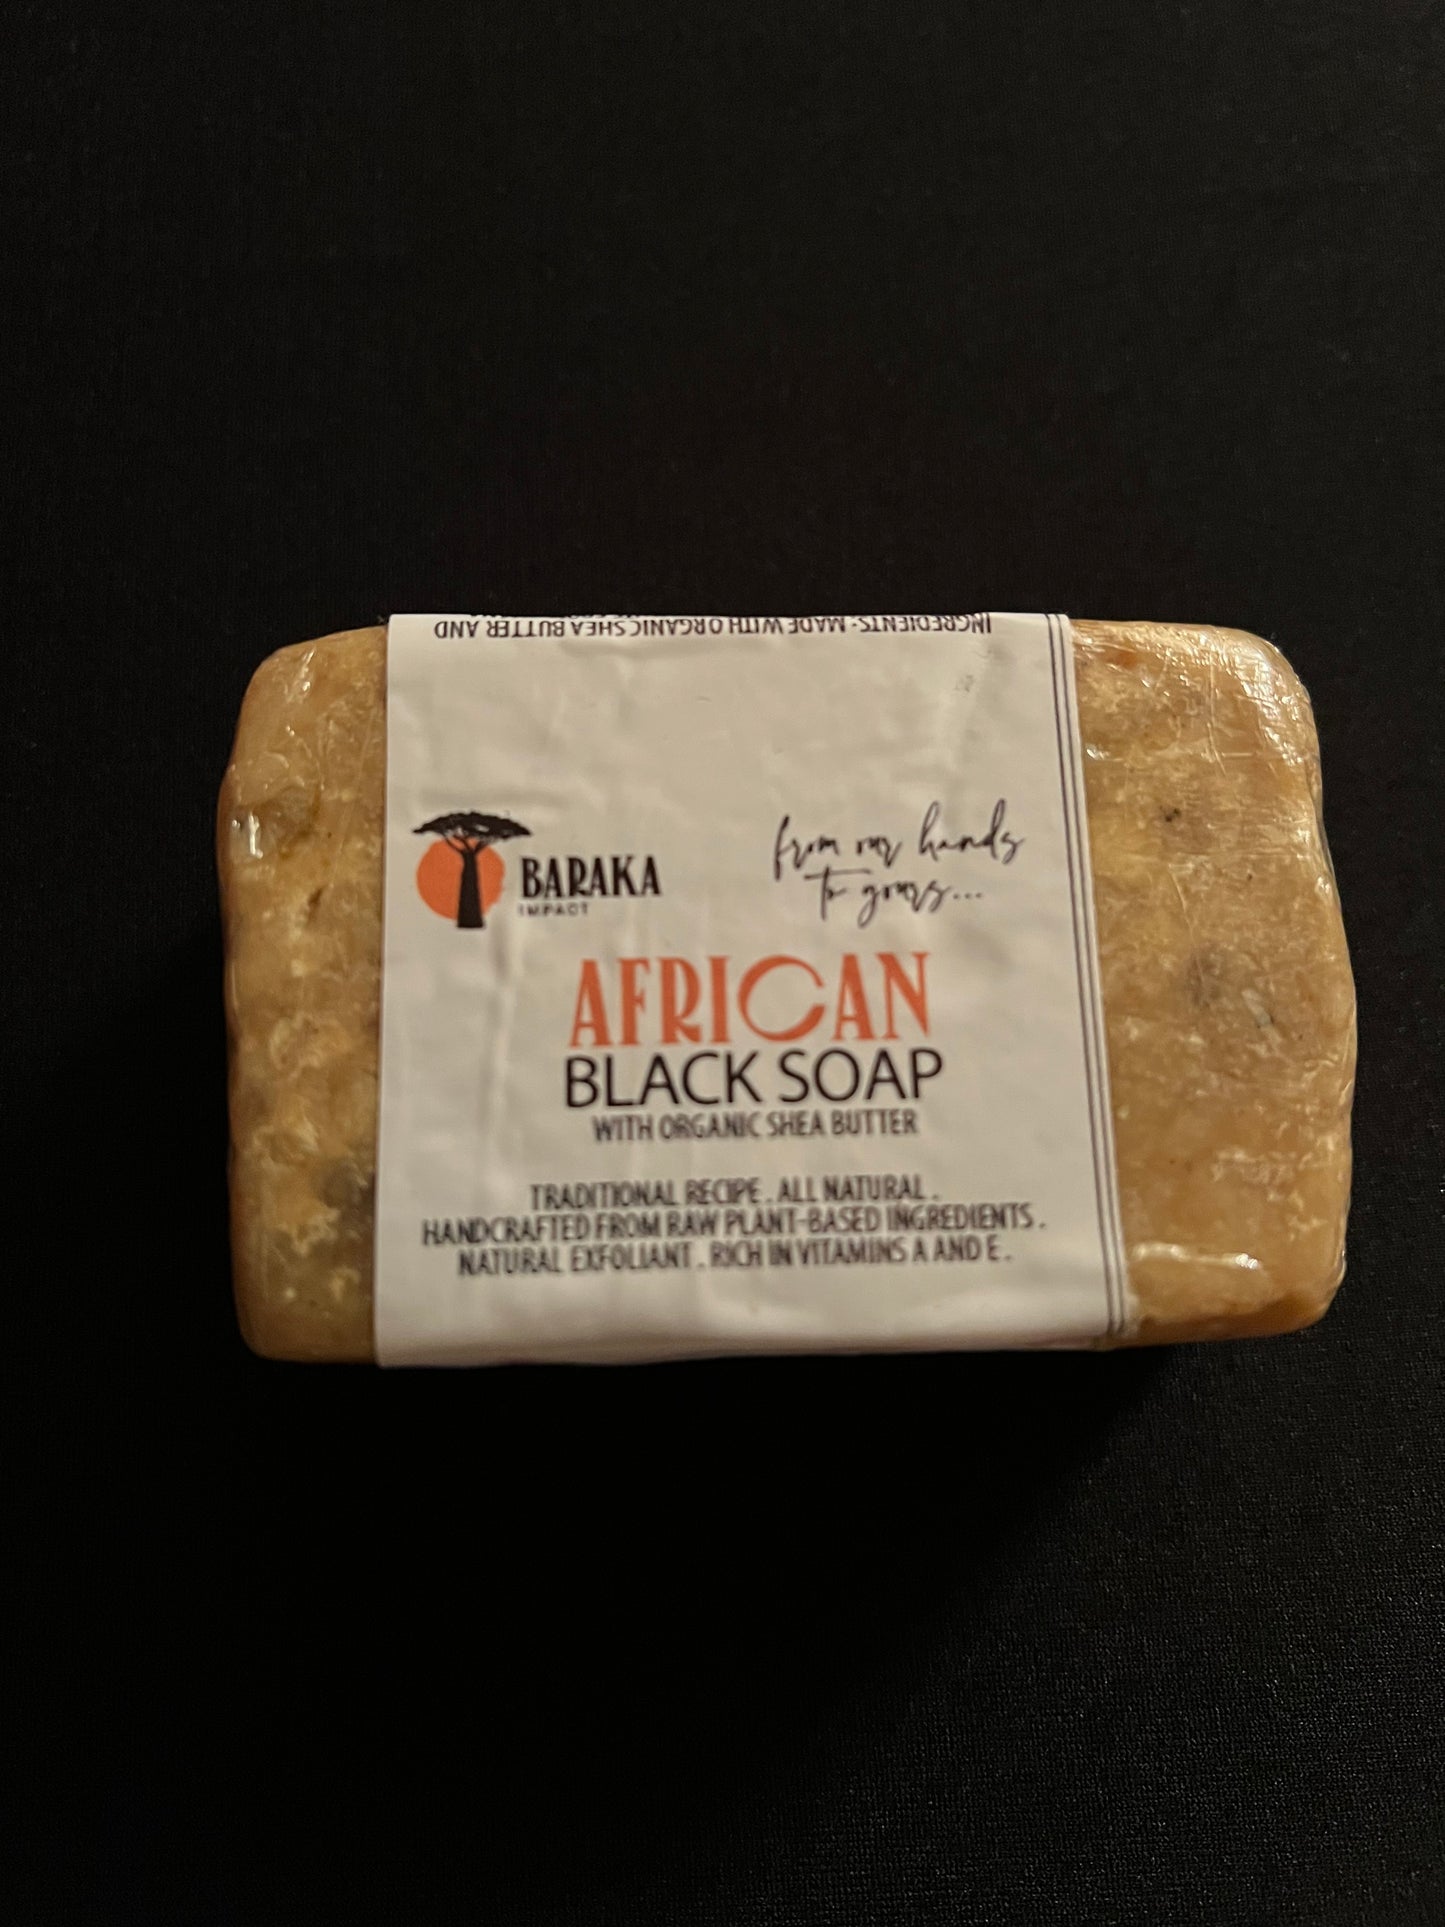 INGREDIENTS: MADE WITH ORGANIC SHEA BUTTER AND
BARAKA
IMPACT
from our hands
to yours...
AFRICAN
BLACK SOAP
WITH ORGANIC SHEA BUTTER
TRADITIONAL RECIPE . ALL NATURAL .
HANDCRAFTED FROM RAW PLANT-BASED INGREDIENTS .
NATURAL EXFOLIANT . RICH IN VITAMINS A AND E .